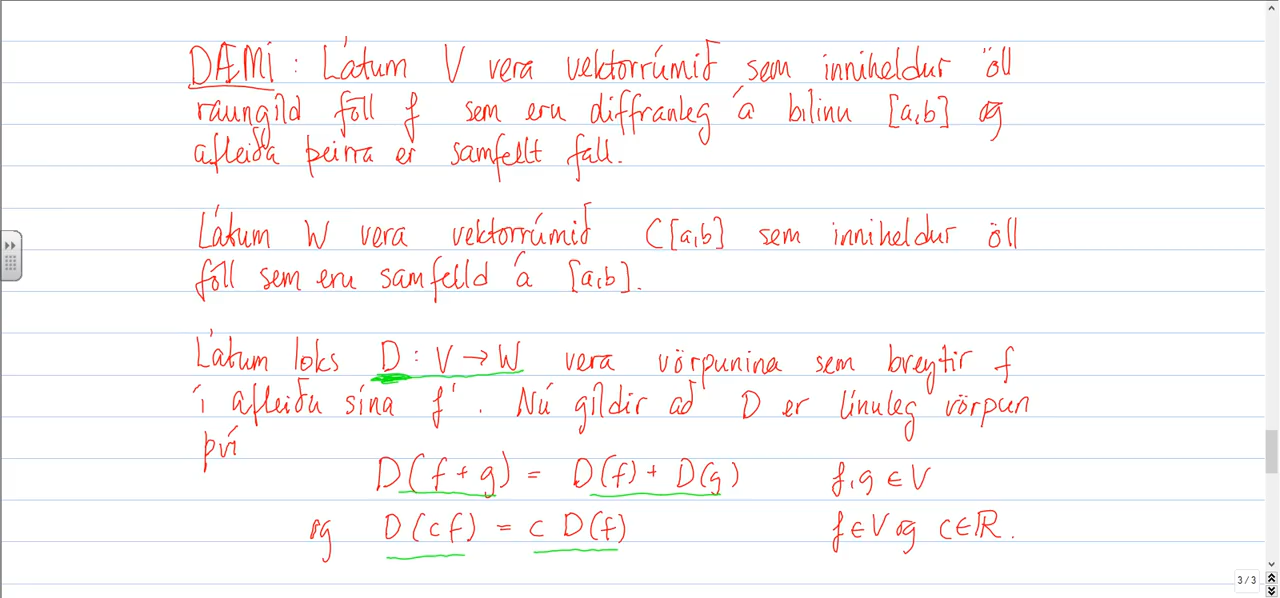 DÆMI : Látum V vera vektorrúmið sem inniheldur öll
raungild föll f sem eru diffranleg á bilinu [a,b] og
afleiða þeirra er samfellt fall.
Látum W vera vektorrúmið C[a,b] sem inniheldur öll
föll sem eru samfelld á [a,b].
Látum loks D : V → W vera vörpunina sem breytir f
í afleiðu sína f'. Nú gildir að D er línuleg vörpun
því
D(f+g) = D(f) + D(g) f,g ∈ V
og D(cf) = c D(f) f ∈ V og c ∈ ℝ.
3/3